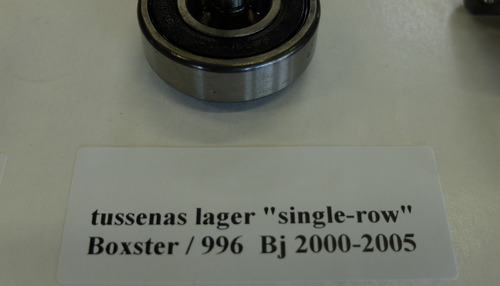 tussenas lager "single-row"
Boxster / 996 Bj 2000-2005